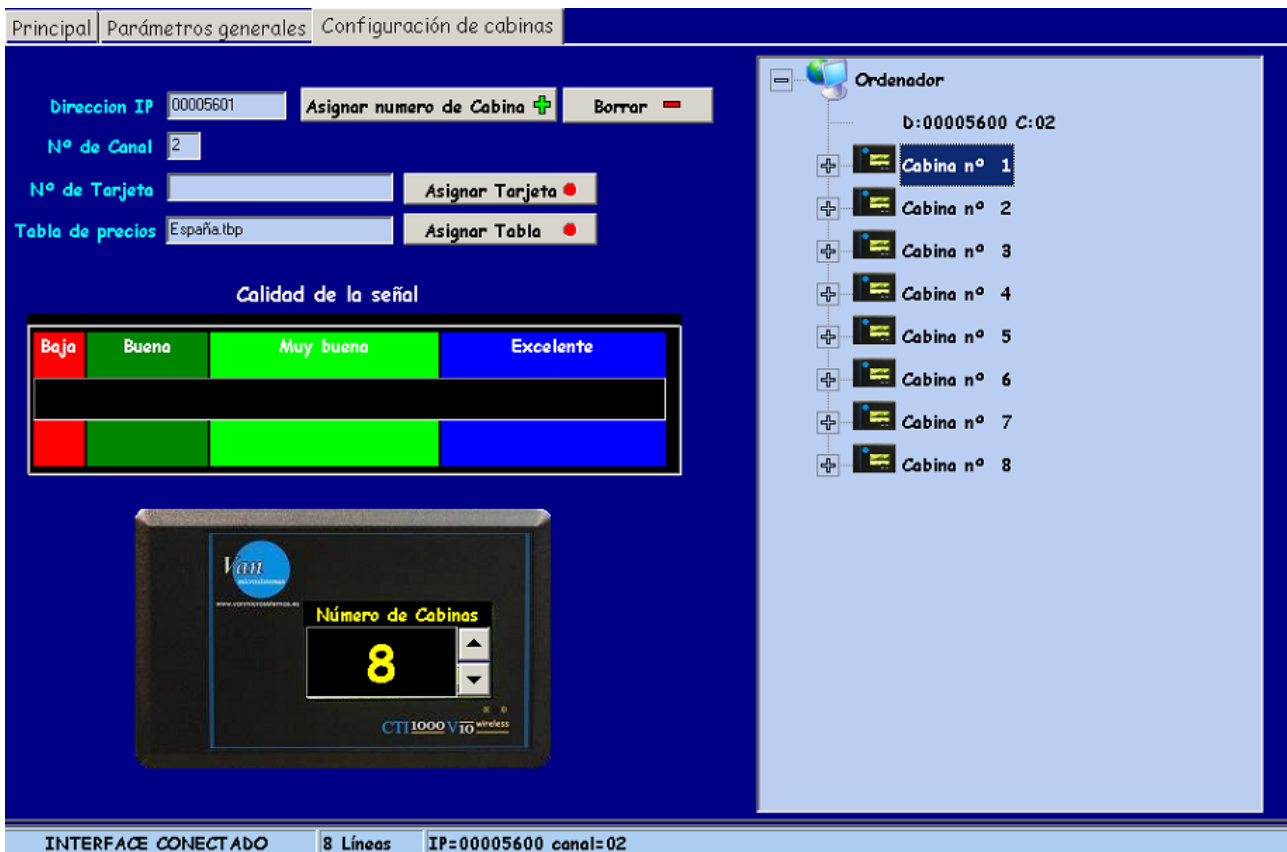 Principal Parámetros generales Configuración de cabinas
Direccion IP 00005601 Asignar numero de Cabina Borrar
Nº de Canal 2
Nº de Tarjeta Asignar Tarjeta
Tabla de precios España.tbp Asignar Tabla
Calidad de la señal
Baja Buena Muy buena Excelente
Van
microsistemas
www.vanmicrosistemas.es
Número de Cabinas
8
CTI 1000 V10 wireless
Ordenador
D:00005600 C:02
Cabina nº 1
Cabina nº 2
Cabina nº 3
Cabina nº 4
Cabina nº 5
Cabina nº 6
Cabina nº 7
Cabina nº 8
INTERFACE CONECTADO 8 Líneas IP=00005600 canal=02